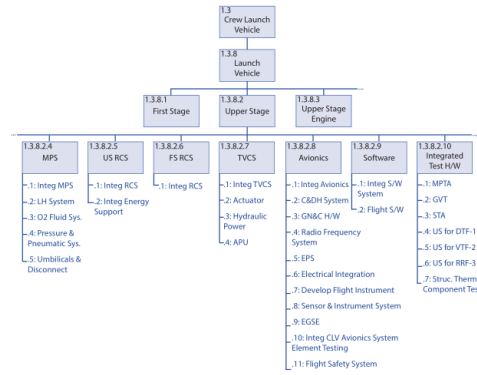 1.3
Crew Launch
Vehicle
1.3.8
Launch
Vehicle
1.3.8.1
First Stage
1.3.8.2
Upper Stage
1.3.8.3
Upper Stage
Engine
1.3.8.2.4
MPS
1.3.8.2.5
US RCS
1.3.8.2.6
FS RCS
1.3.8.2.7
TVCS
1.3.8.2.8
Avionics
1.3.8.2.9
Software
1.3.8.2.10
Integrated
Test H/W
.1: Integ MPS
.2: LH System
.3: O2 Fluid Sys.
.4: Pressure &
Pneumatic Sys.
.5: Umbilicals &
Disconnect
.1: Integ RCS
.2: Integ Energy
Support
.1: Integ RCS
.1: Integ TVCS
.2: Actuator
.3: Hydraulic
Power
.4: APU
.1: Integ Avionics
.2: C&DH System
.3: GN&C H/W
.4: Radio Frequency
System
.5: EPS
.6: Electrical Integration
.7: Develop Flight Instrument
.8: Sensor & Instrument System
.9: EGSE
.10: Integ CLV Avionics System
Element Testing
.11: Flight Safety System
.1: Integ S/W
System
.2: Flight S/W
.1: MPTA
.2: GVT
.3: STA
.4: US for DTF-1
.5: US for VTF-2
.6: US for RRF-3
.7: Struc. Therm
Component Tes